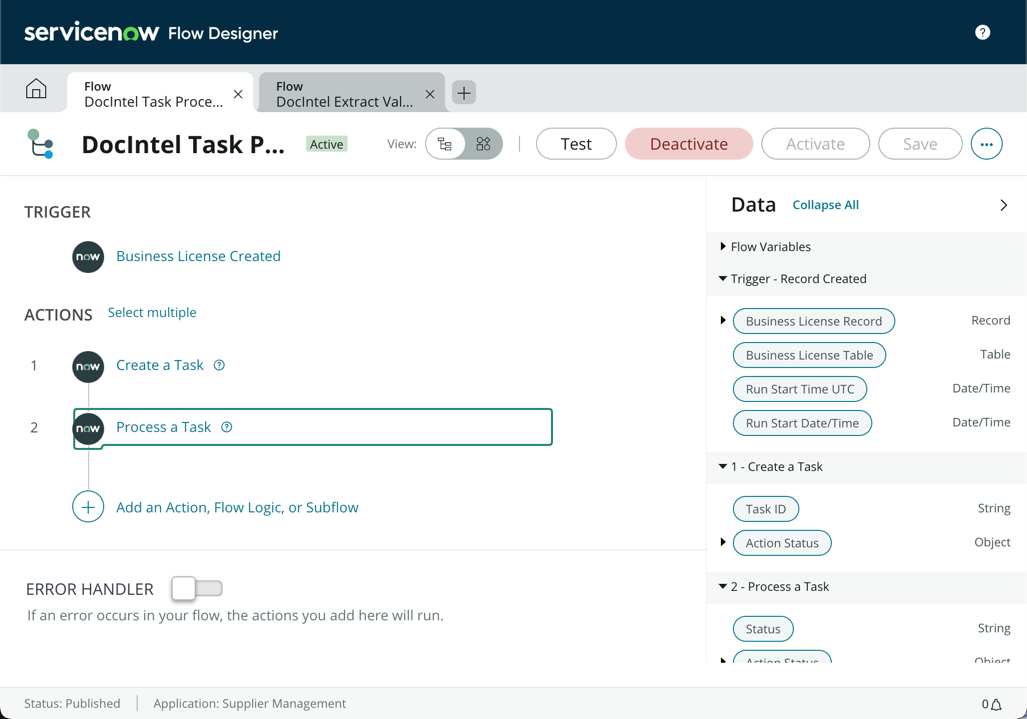 servicenow Flow Designer
?
Flow
DocIntel Task Proce...
Flow
DocIntel Extract Val...
DocIntel Task P...
Active
View:
Test
Deactivate
Activate
Save
...
TRIGGER
now
Business License Created
ACTIONS
Select multiple
1
now
Create a Task
?
2
now
Process a Task
?
Add an Action, Flow Logic, or Subflow
ERROR HANDLER
If an error occurs in your flow, the actions you add here will run.
Data
Collapse All
Flow Variables
Trigger - Record Created
Business License Record Record
Business License Table Table
Run Start Time UTC Date/Time
Run Start Date/Time Date/Time
1 - Create a Task
Task ID String
Action Status Object
2 - Process a Task
Status String
Action Status Object
Status: Published
Application: Supplier Management
0